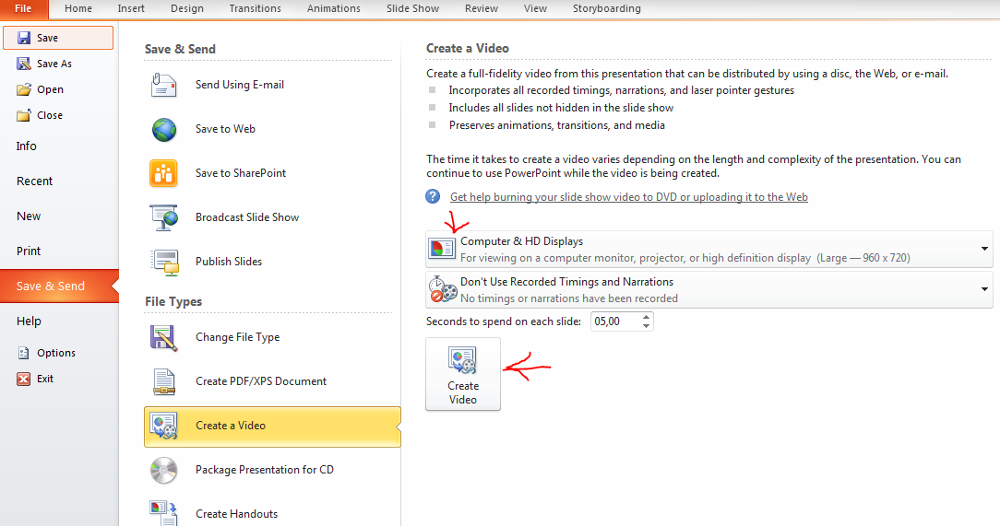 File Home Insert Design Transitions Animations Slide Show Review View Storyboarding
Save
Save As
Open
Close
Info
Recent
New
Print
Save & Send
Help
Options
Exit
Save & Send
Send Using E-mail
Save to Web
Save to SharePoint
Broadcast Slide Show
Publish Slides
File Types
Change File Type
Create PDF/XPS Document
Create a Video
Package Presentation for CD
Create Handouts
Create a Video
Create a full-fidelity video from this presentation that can be distributed by using a disc, the Web, or e-mail.
Incorporates all recorded timings, narrations, and laser pointer gestures
Includes all slides not hidden in the slide show
Preserves animations, transitions, and media
The time it takes to create a video varies depending on the length and complexity of the presentation. You can
continue to use PowerPoint while the video is being created.
Get help burning your slide show video to DVD or uploading it to the Web
Computer & HD Displays
For viewing on a computer monitor, projector, or high definition display (Large — 960 x 720)
Don't Use Recorded Timings and Narrations
No timings or narrations have been recorded
Seconds to spend on each slide: 05,00
Create
Video